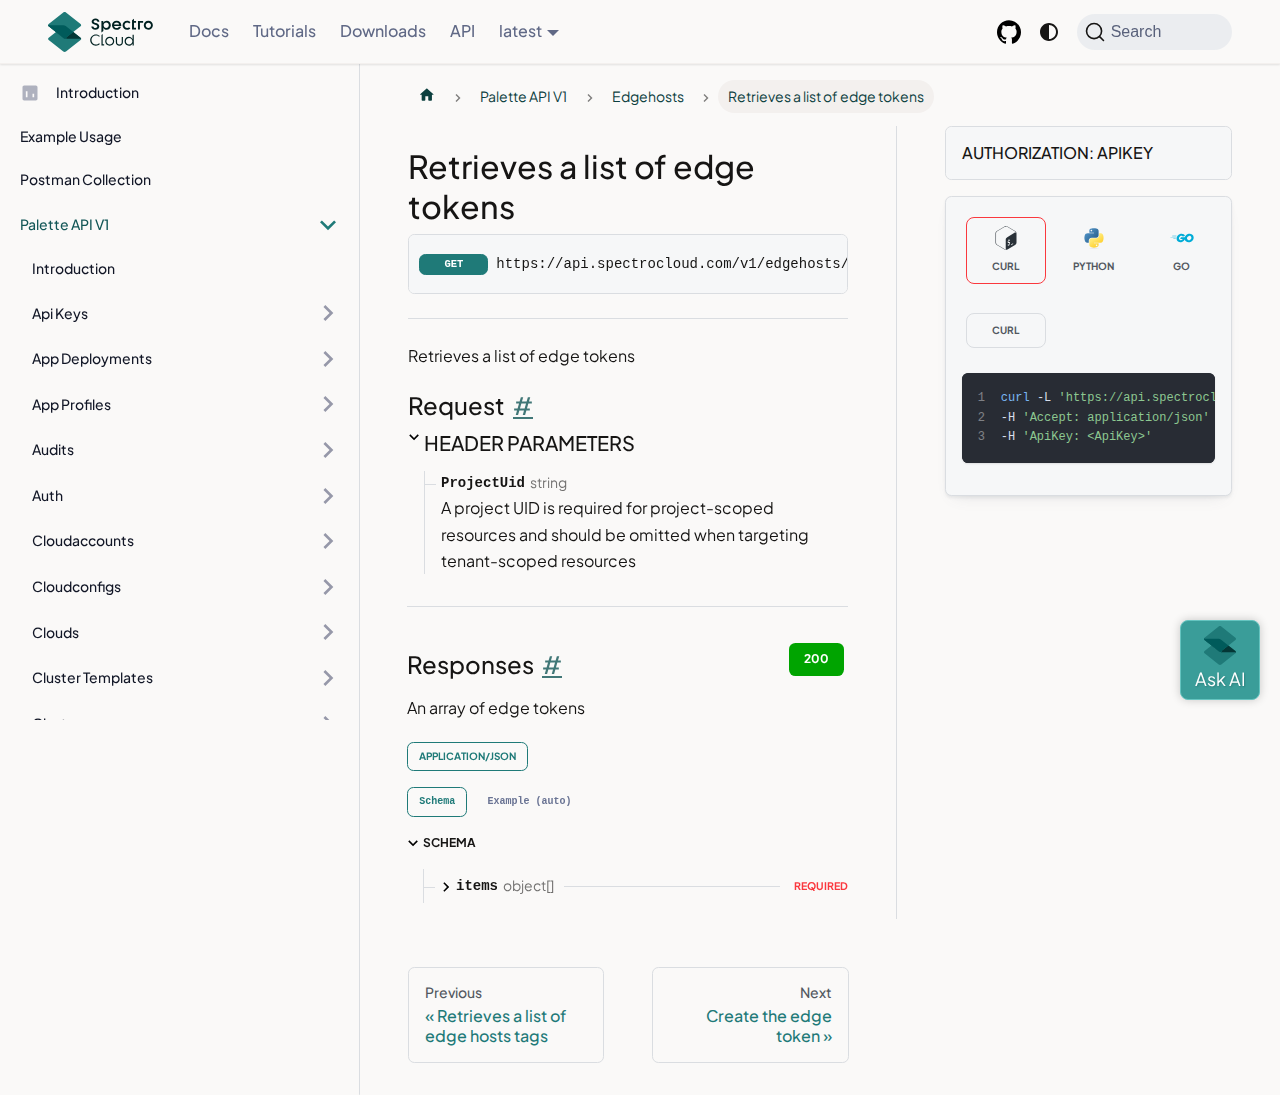 Spectro Cloud
Docs
Tutorials
Downloads
API
latest
Search
Introduction
Example Usage
Postman Collection
Palette API V1
Introduction
Api Keys
App Deployments
App Profiles
Audits
Auth
Cloudaccounts
Cloudconfigs
Clouds
Cluster Templates
Palette API V1
Edgehosts
Retrieves a list of edge tokens
Retrieves a list of edge
tokens
GET https://api.spectrocloud.com/v1/edgehosts/
Retrieves a list of edge tokens
Request #
HEADER PARAMETERS
ProjectUid string
A project UID is required for project-scoped
resources and should be omitted when targeting
tenant-scoped resources
Responses #
200
An array of edge tokens
APPLICATION/JSON
Schema
Example (auto)
SCHEMA
items object[]
REQUIRED
Previous
« Retrieves a list of
edge hosts tags
Next
Create the edge
token »
AUTHORIZATION: APIKEY
CURL
PYTHON
GO
CURL
1 curl -L 'https://api.spectrocl
2 -H 'Accept: application/json'
3 -H 'ApiKey: <ApiKey>'
Ask AI